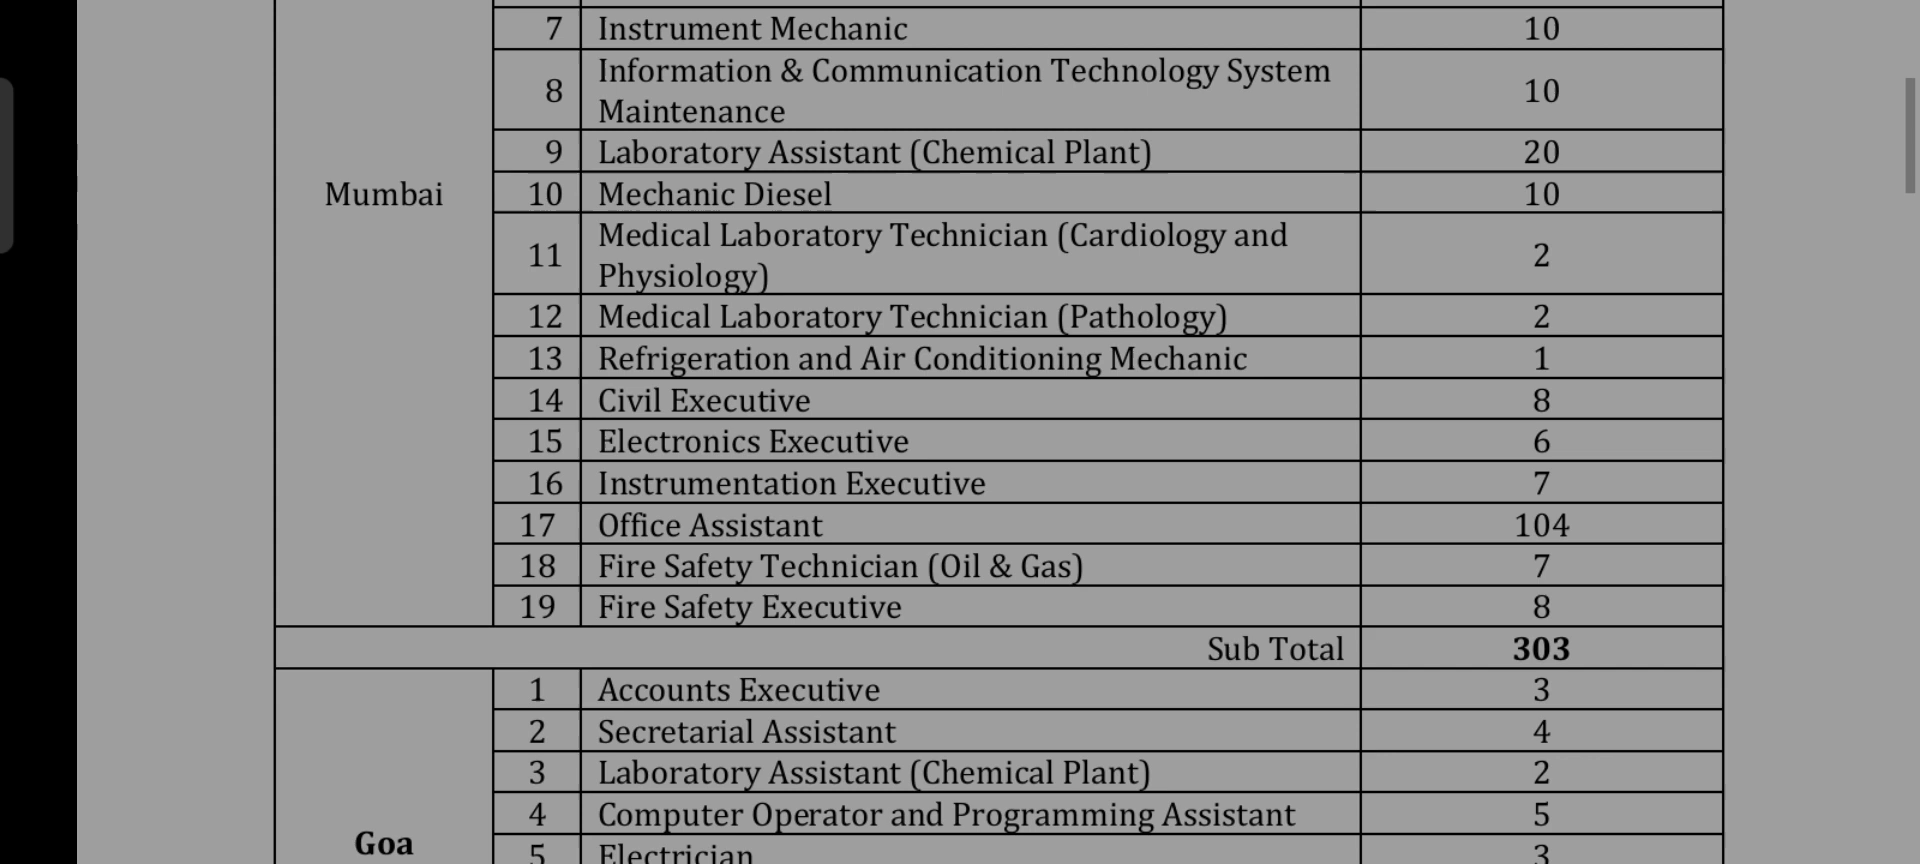 7 Instrument Mechanic 10
Information & Communication Technology System
8 10
Maintenance
9 Laboratory Assistant (Chemical Plant) 20
Mumbai 10 Mechanic Diesel 10
Medical Laboratory Technician (Cardiology and
11 2
Physiology)
12 Medical Laboratory Technician (Pathology) 2
13 Refrigeration and Air Conditioning Mechanic 1
14 Civil Executive 8
15 Electronics Executive 6
16 Instrumentation Executive 7
17 Office Assistant 104
18 Fire Safety Technician (Oil & Gas) 7
19 Fire Safety Executive 8
Sub Total 303
1 Accounts Executive 3
2 Secretarial Assistant 4
3 Laboratory Assistant (Chemical Plant) 2
4 Computer Operator and Programming Assistant 5
Goa 5 Electrician 3